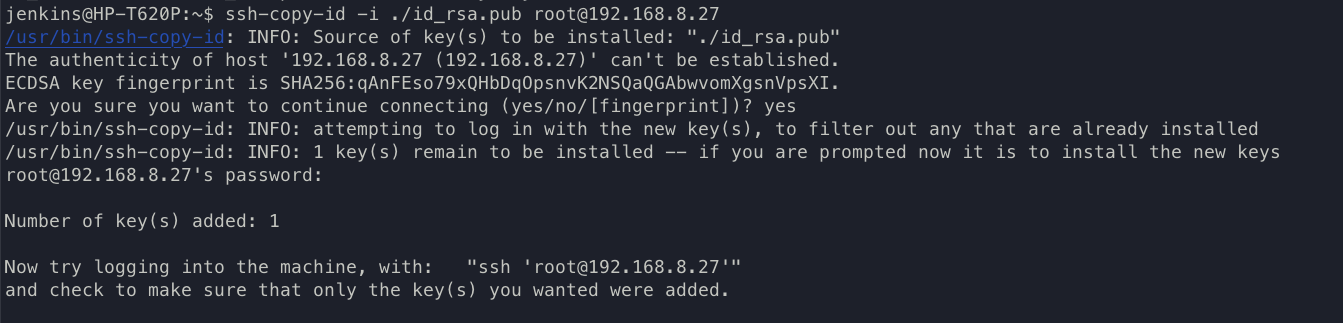 jenkins@HP-T620P:~$ ssh-copy-id -i ./id_rsa.pub root@192.168.8.27
/usr/bin/ssh-copy-id: INFO: Source of key(s) to be installed: "./id_rsa.pub"
The authenticity of host '192.168.8.27 (192.168.8.27)' can't be established.
ECDSA key fingerprint is SHA256:qAnFEso79xQHbDqOpsnvK2NSQaQGAbwvomXgsnVpsXI.
Are you sure you want to continue connecting (yes/no/[fingerprint])? yes
/usr/bin/ssh-copy-id: INFO: attempting to log in with the new key(s), to filter out any that are already installed
/usr/bin/ssh-copy-id: INFO: 1 key(s) remain to be installed -- if you are prompted now it is to install the new keys
root@192.168.8.27's password:
Number of key(s) added: 1
Now try logging into the machine, with:   "ssh 'root@192.168.8.27'"
and check to make sure that only the key(s) you wanted were added.